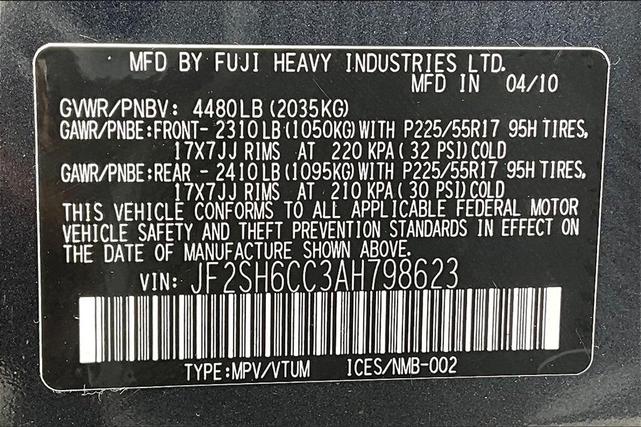 MFD BY FUJI HEAVY INDUSTRIES LTD.
MFD IN 04/10
GVWR/PNBV: 4480LB (2035KG)
GAWR/PNBE:FRONT- 2310LB(1050KG)WITH P225/55R17 95H TIRES,
17X7JJ RIMS AT 220 KPA( 32 PSI)COLD
GAWR/PNBE:REAR - 2410LB(1095KG)WITH P225/55R17 95H TIRES,
17X7JJ RIMS AT 210 KPA( 30 PSI)COLD
THIS VEHICLE CONFORMS TO ALL APPLICABLE FEDERAL MOTOR
VEHICLE SAFETY AND THEFT PREVENTION STANDARDS IN EFFECT ON
THE DATE OF MANUFACTURE SHOWN ABOVE.
VIN: JF2SH6CC3AH798623
TYPE:MPV/VTUM ICES/NMB-002